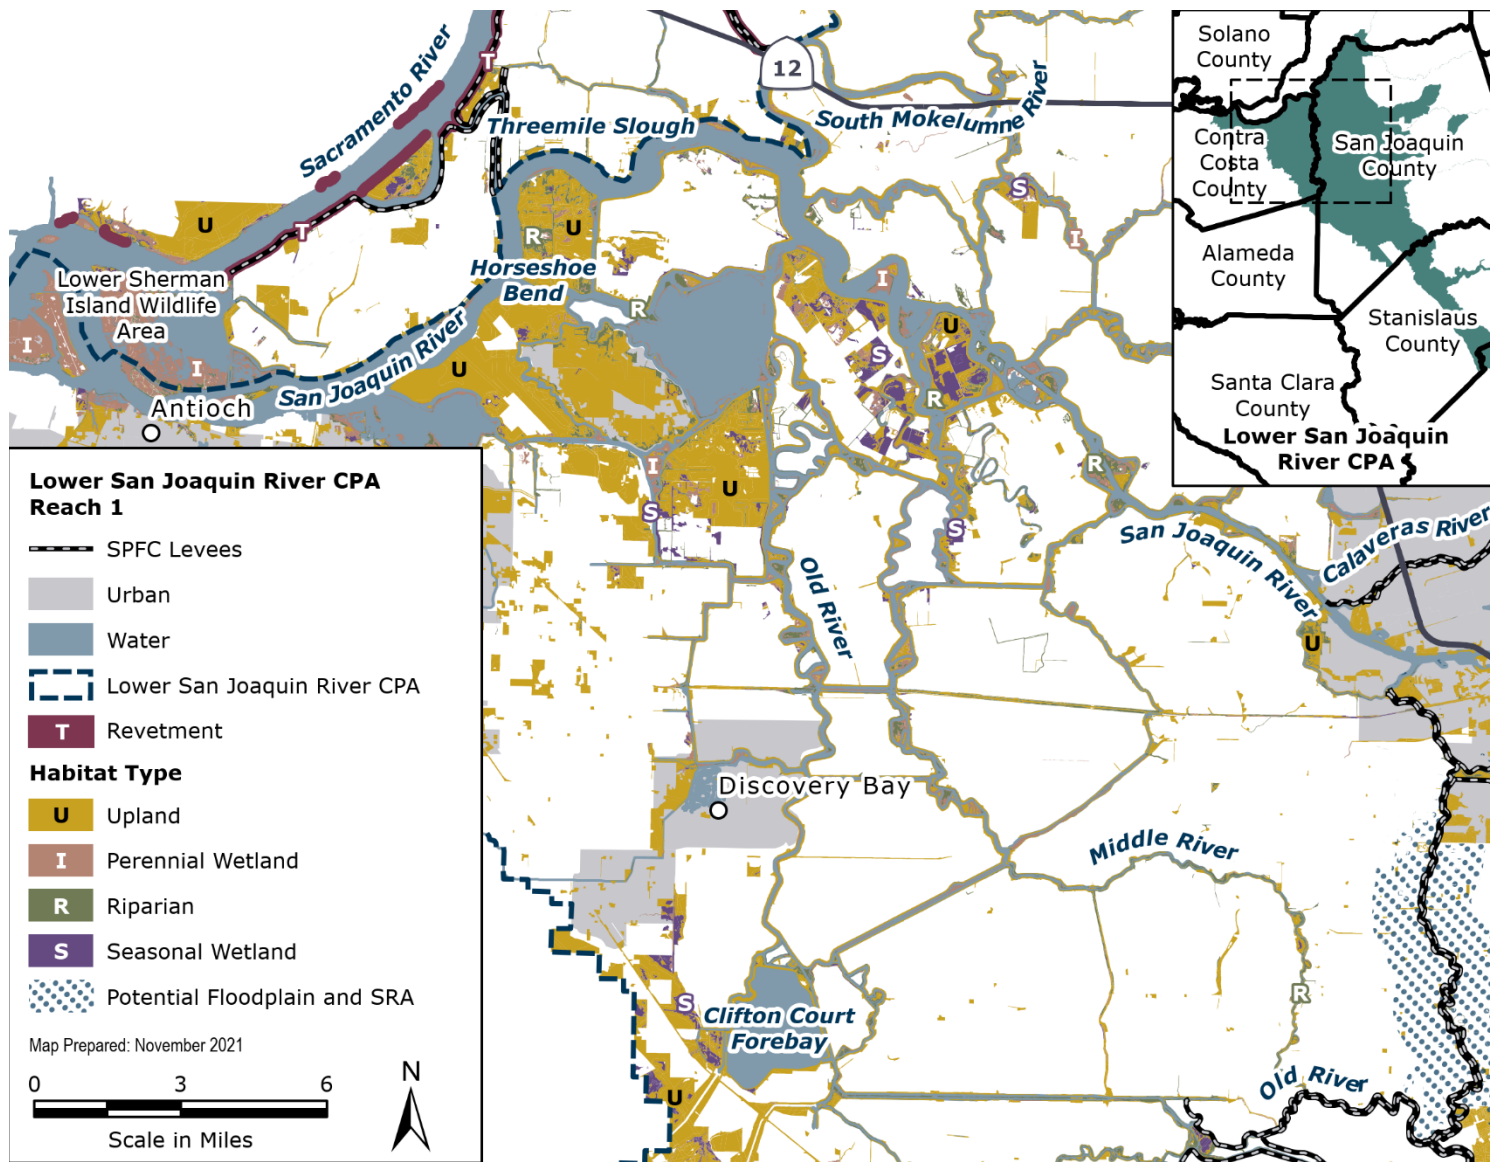 Sacramento River
Threemile Slough
12
South Mokelumne River
T
T
U
Lower Sherman
Island Wildlife
Area
I
I
Antioch
San Joaquin River
Horseshoe
Bend
R
U
R
U
I
S
U
S
I
S
U
R
I
S
R
San Joaquin River
Calaveras River
U
Old River
Discovery Bay
Middle River
R
S
Clifton Court
Forebay
U
Old River
Solano
County
Contra
Costa
County
San Joaquin
County
Alameda
County
Stanislaus
County
Santa Clara
County
Lower San Joaquin
River CPA
Lower San Joaquin River CPA
Reach 1
SPFC Levees
Urban
Water
Lower San Joaquin River CPA
T Revetment
Habitat Type
U Upland
I Perennial Wetland
R Riparian
S Seasonal Wetland
Potential Floodplain and SRA
Map Prepared: November 2021
0 3 6
Scale in Miles
N